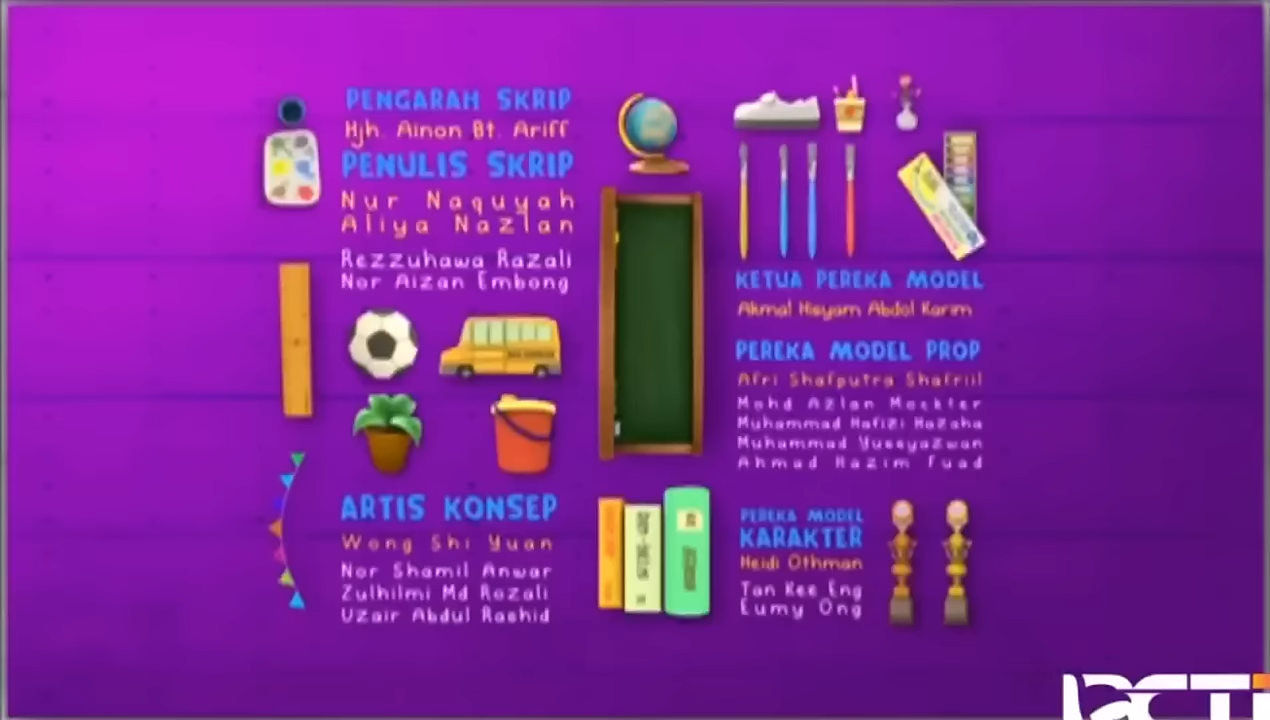 PENGARAH SKRIP
Hjh. Ainon Bt. Ariff
PENULIS SKRIP
Nur Naquyah
Aliya Nazlan
Rezzuhawa Razali
Nor Aizan Embong
ARTIS KONSEP
Wong Shi Yuan
Nor Shamil Anwar
Zulhilmi Md Rozali
Uzair Abdul Rashid
KETUA PEREKA MODEL
Akmal Hisyam Abdol Karim
PEREKA MODEL PROP
Afri Shafputra Shafriil
Mohd Azlan Mockter
Muhammad Hafizi Hazaha
Muhammad Yussyazwan
Ahmad Hazim Fuad
PEREKA MODEL
KARAKTER
Heidi Othman
Tan Kee Eng
Eumy Ong